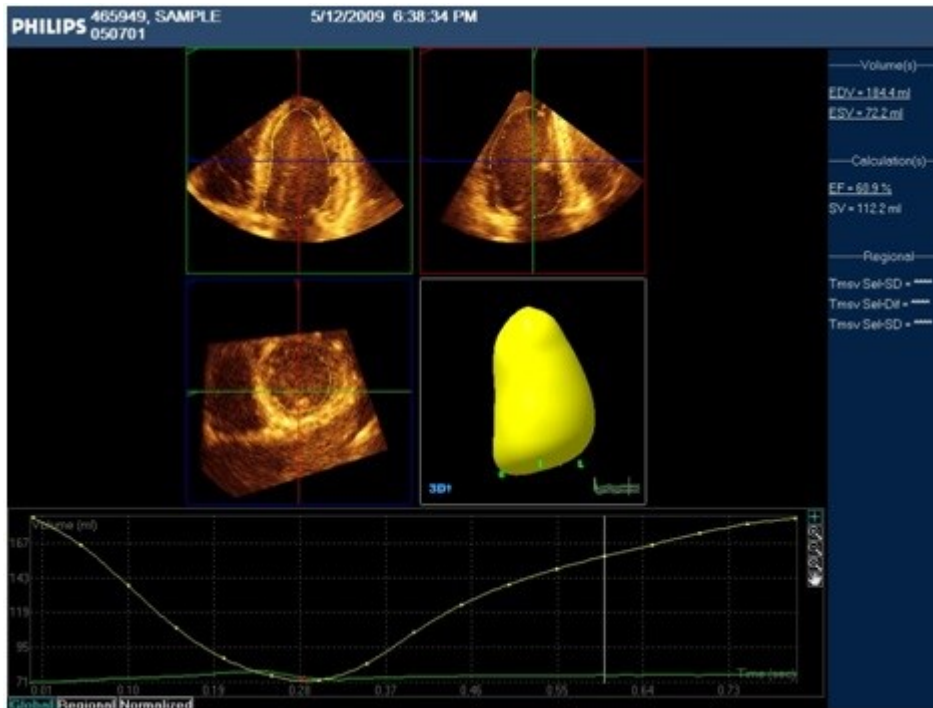 PHILIPS
465949, SAMPLE
050701
5/12/2009 6:38:34 PM
Volume(s)
EDV = 184.4 ml
ESV = 72.2 ml
Calculation(s)
EF = 60.9 %
SV = 112.2 ml
Regional
Tmsv Sel-SD = ****
Tmsv Sel-Dif = ****
Tmsv Sel-SD = ****
3D
Volume (ml)
167
143
119
95
71
Time (sec)
0.01 0.10 0.19 0.28 0.37 0.46 0.55 0.64 0.73
Global Regional Normalized